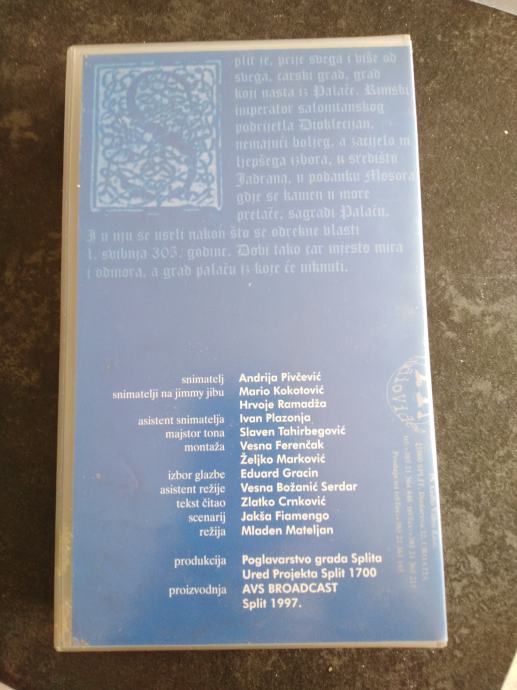 S
plit je, prije svega i više od
svega, carski grad, grad
koji nasta iz Palače. Rimski
imperator salonitanskog
podrijetla Dioklecijan,
nemajući boljeg, a zacijelo ni
ljepšega izbora, u središtu
Jadrana, u podanku Mosora
gdje se kamen u more
pretače, sagradi Palaču.
I u nju se useli nakon što se odrekne vlasti
1. svibnja 305. godine. Dobi tako car mjesto mira
i odmora, a grad palaču iz koje će niknuti.
snimatelj Andrija Pivčević
snimatelji na jimmy jibu Mario Kokotović
Hrvoje Ramadža
asistent snimatelja Ivan Plazonja
majstor tona Slaven Tahirbegović
montaža Vesna Ferenčak
Željko Marković
izbor glazbe Eduard Gracin
asistent režije Vesna Božanić Serdar
tekst čitao Zlatko Crnković
scenarij Jakša Fiamengo
režija Mladen Mateljan
produkcija Poglavarstvo grada Splita
Ured Projekta Split 1700
proizvodnja AVS BROADCAST
Split 1997.